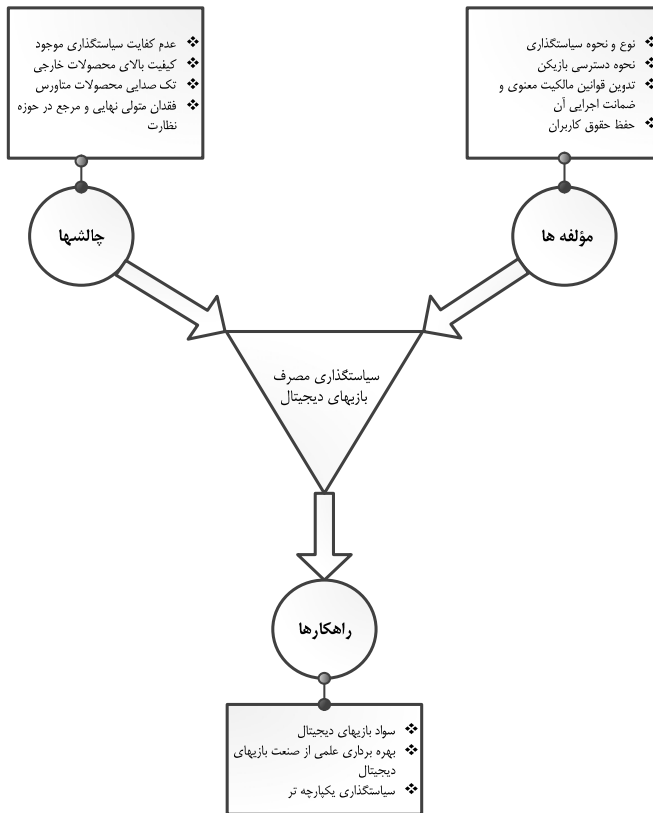 ❖ نوع و نحوه سیاستگذاری
❖ نحوه دسترسی بازیکن
❖ تدوین قوانین مالکیت معنوی و
ضمانت اجرایی آن
❖ حفظ حقوق کاربران
مؤلفه ها
❖ عدم کفایت سیاستگذاری موجود
❖ کیفیت بالای محصولات خارجی
❖ تک صدایی محصولات متاورس
❖ فقدان متولی نهایی و مرجع در حوزه
نظارت
چالشها
سیاستگذاری مصرف
بازیهای دیجیتال
راهکارها
❖ سواد بازیهای دیجیتال
❖ بهره برداری علمی از صنعت بازیهای
دیجیتال
❖ سیاستگذاری یکپارچه تر